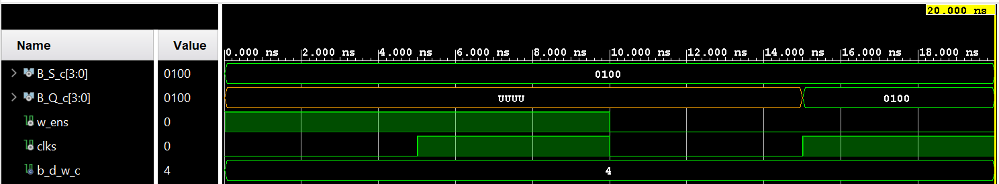 20.000 ns
Name Value
0.000 ns 2.000 ns 4.000 ns 6.000 ns 8.000 ns 10.000 ns 12.000 ns 14.000 ns 16.000 ns 18.000 ns
B_S_c[3:0] 0100 0100
B_Q_c[3:0] 0100 UUUU 0100
w_ens 0
clks 0
b_d_w_c 4 4